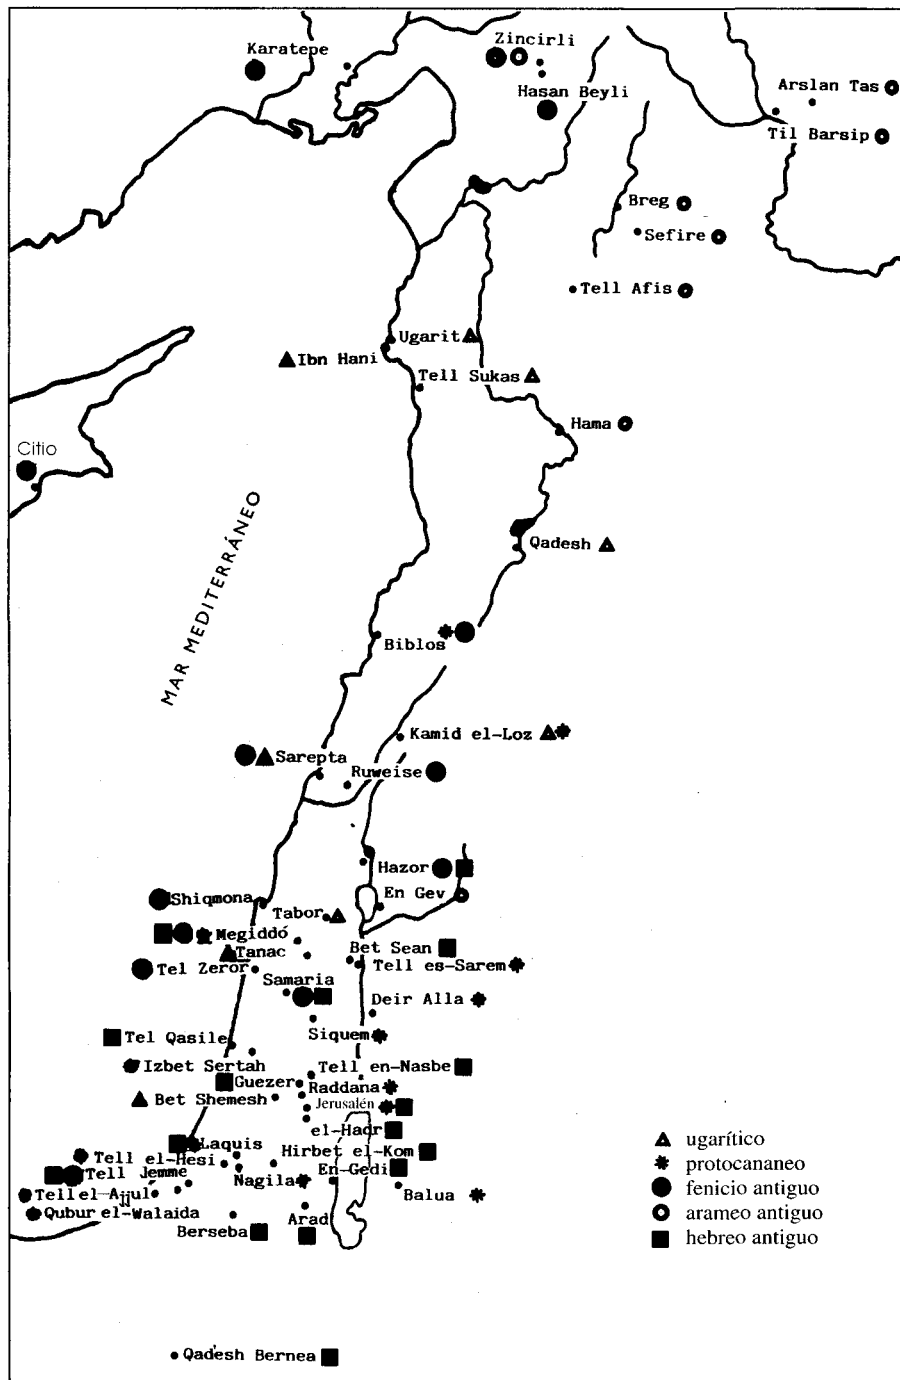 Karatepe
Zincirli
Hasan Beyli
Arslan Tas
Til Barsip
Breg
Sefire
Tell Afis
Ugarit
Ibn Hani
Tell Sukas
Hama
Citio
Qadesh
MAR MEDITERRÁNEO
Biblos
Kamid el-Loz
Sarepta
Ruweise
Hazor
En Gev
Shiqmona
Tabor
Megiddó
Tanac
Bet Sean
Tell es-Sarem
Tel Zeror
Samaria
Deir Alla
Siquem
Tel Qasile
Izbet Sertah
Tell en-Nasbe
Guezer
Raddana
Bet Shemesh
Jerusalén
el-Hadr
Laquis
Hirbet el-Kom
Tell el-Hesi
En-Gedi
Tell Jemme
Nagila
Balua
Tell el-Ajjul
Qubur el-Walaida
Arad
Berseba
Qadesh Bernea
ugarítico
protocananeo
fenicio antiguo
arameo antiguo
hebreo antiguo